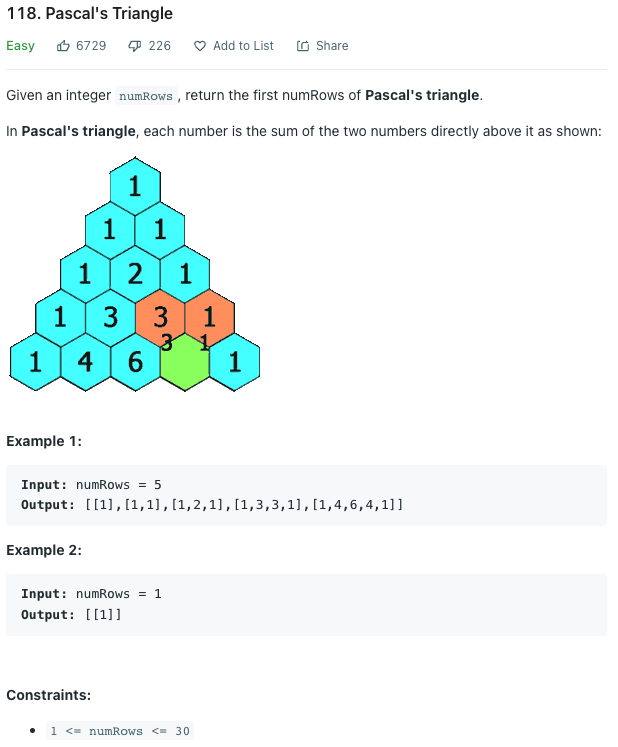 118. Pascal's Triangle
Easy 6729 226 Add to List Share
Given an integer numRows , return the first numRows of Pascal's triangle.
In Pascal's triangle, each number is the sum of the two numbers directly above it as shown:
1
1 1
1 2 1
1 3 3 1
3 1
1 4 6 1
Example 1:
Input: numRows = 5
Output: [[1],[1,1],[1,2,1],[1,3,3,1],[1,4,6,4,1]]
Example 2:
Input: numRows = 1
Output: [[1]]
Constraints:
• 1 <= numRows <= 30